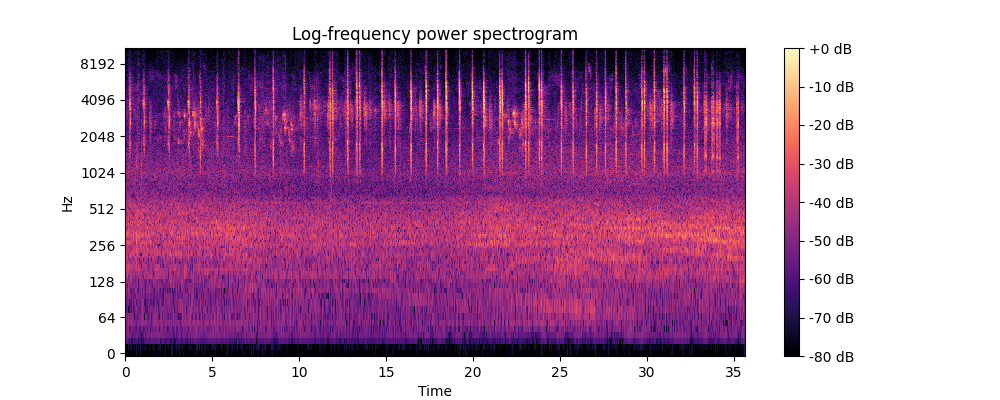 Log-frequency power spectrogram
Hz
8192
4096
2048
1024
512
256
128
64
0
0 5 10 15 20 25 30 35
Time
+0 dB
-10 dB
-20 dB
-30 dB
-40 dB
-50 dB
-60 dB
-70 dB
-80 dB